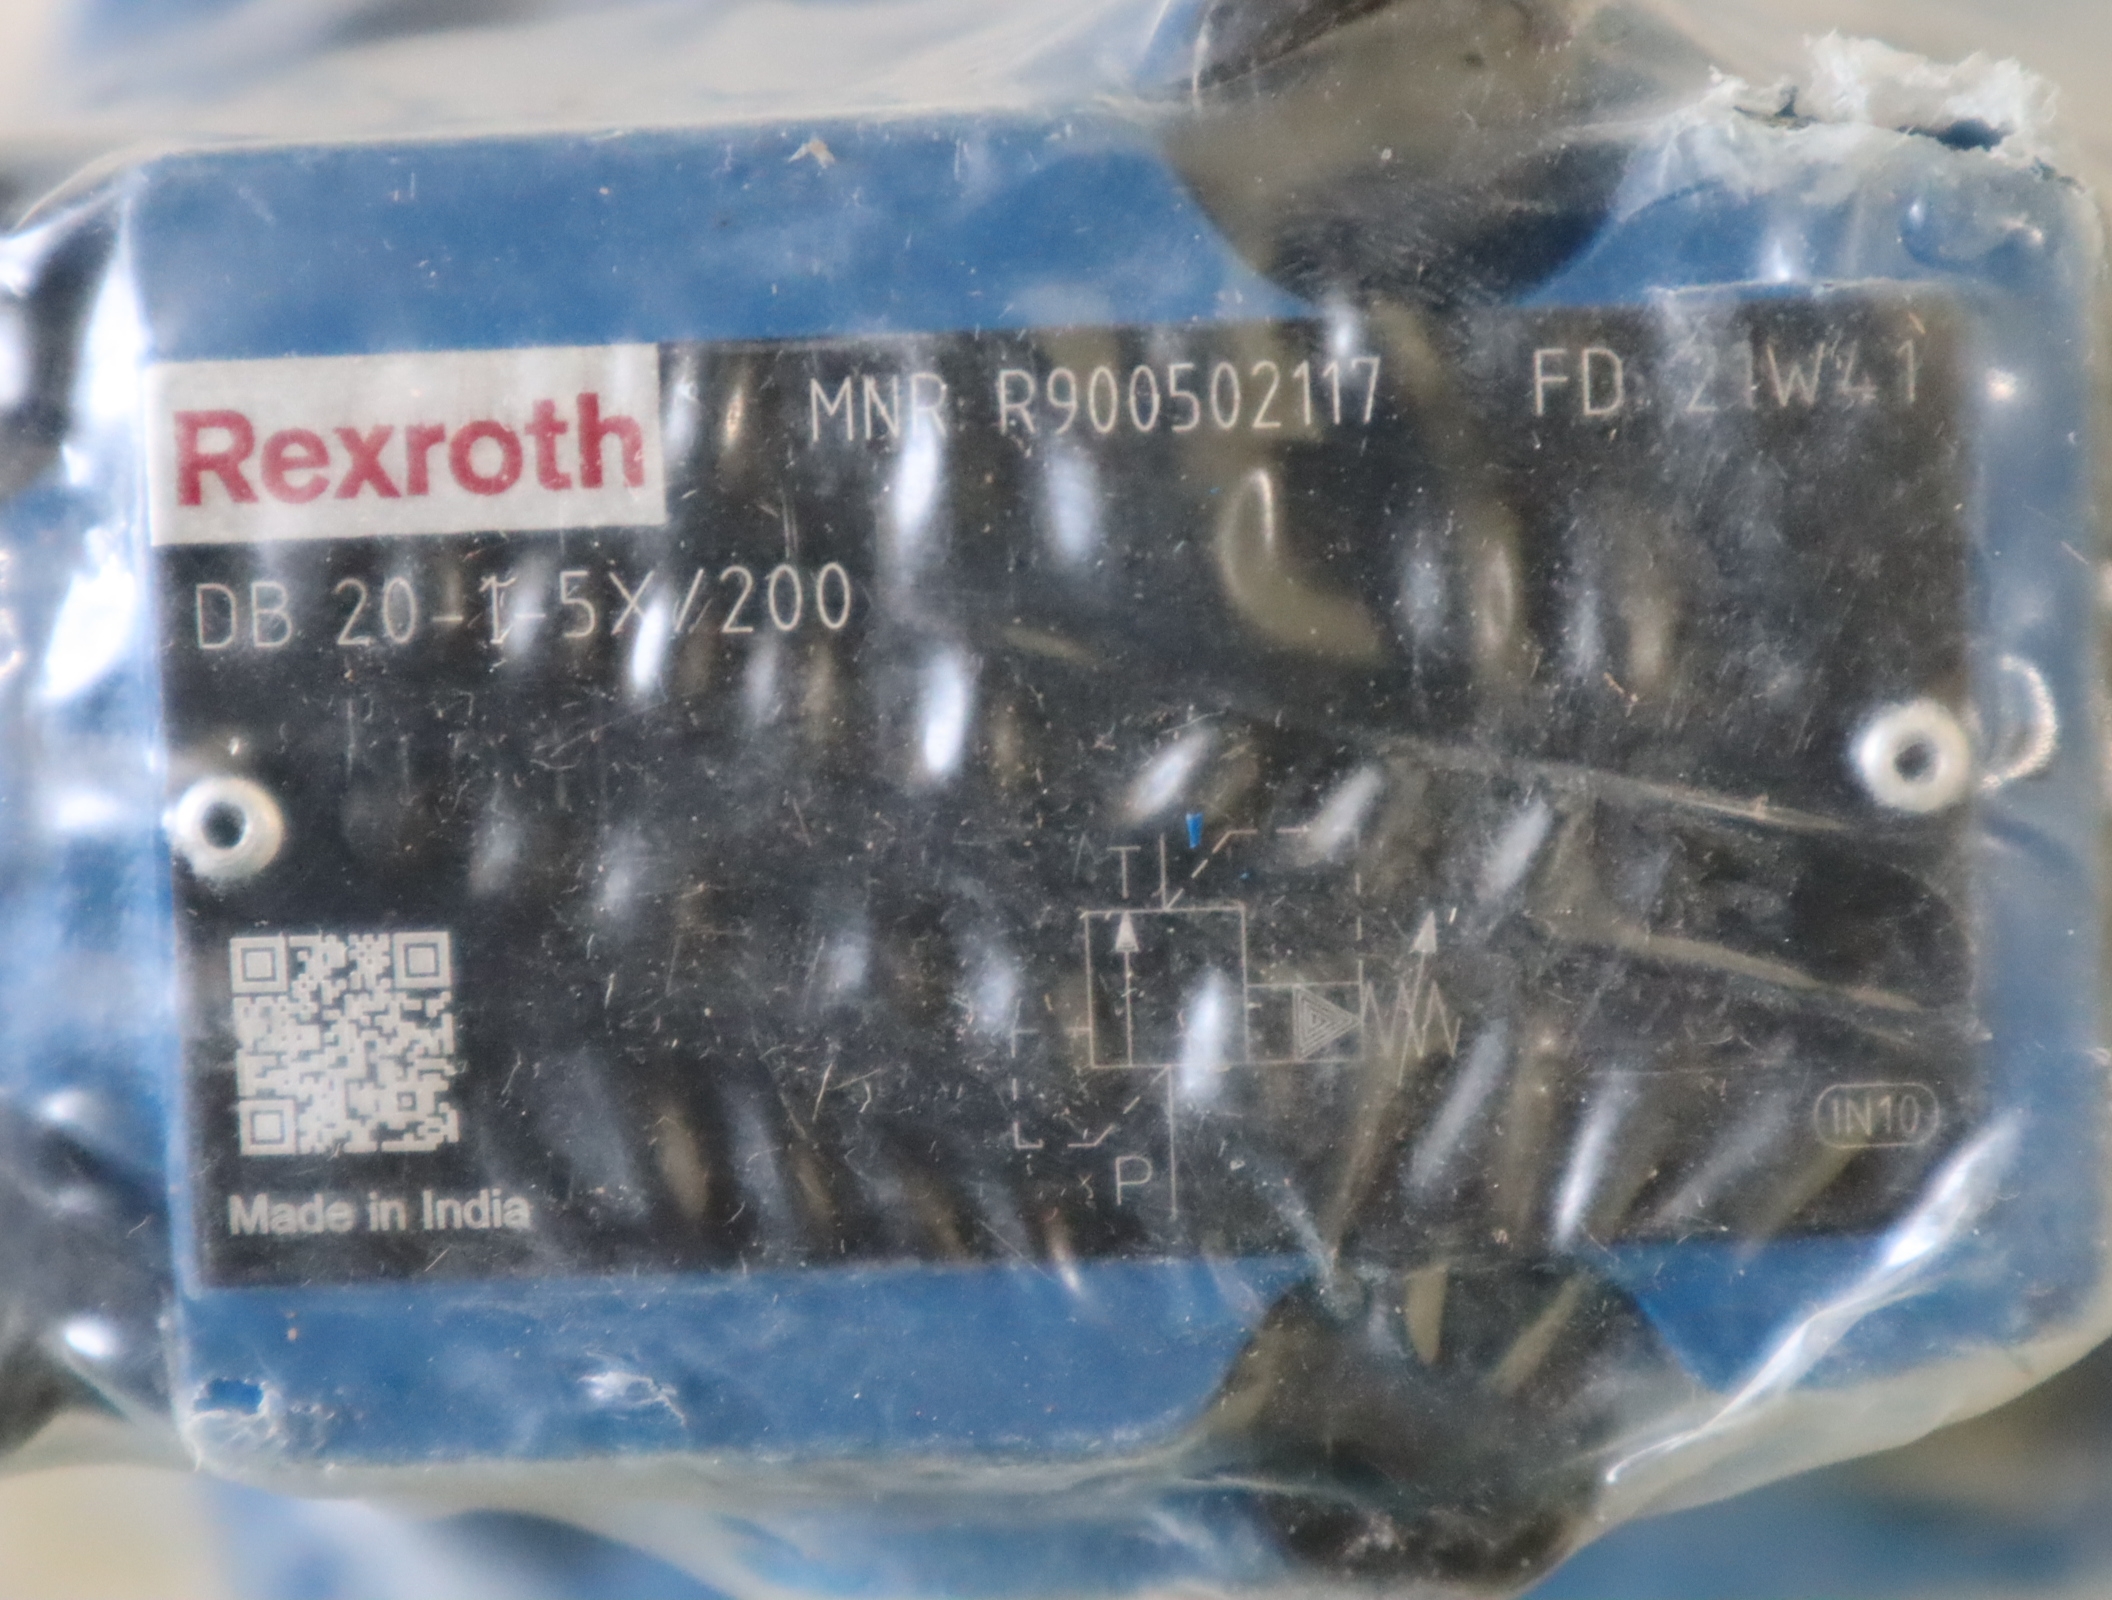 Rexroth MNR R900502117 FD 21W41
DB 20-1-5X/200
T
P
IN10
Made in India